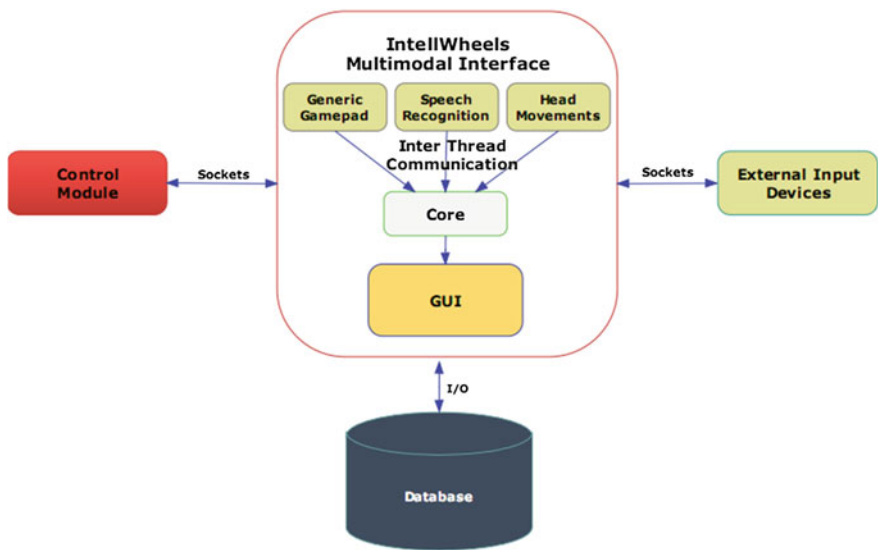 IntellWheels
Multimodal Interface
Generic
Gamepad
Speech
Recognition
Head
Movements
Inter Thread
Communication
Control
Module
Sockets
Sockets
External Input
Devices
Core
GUI
I/O
Database